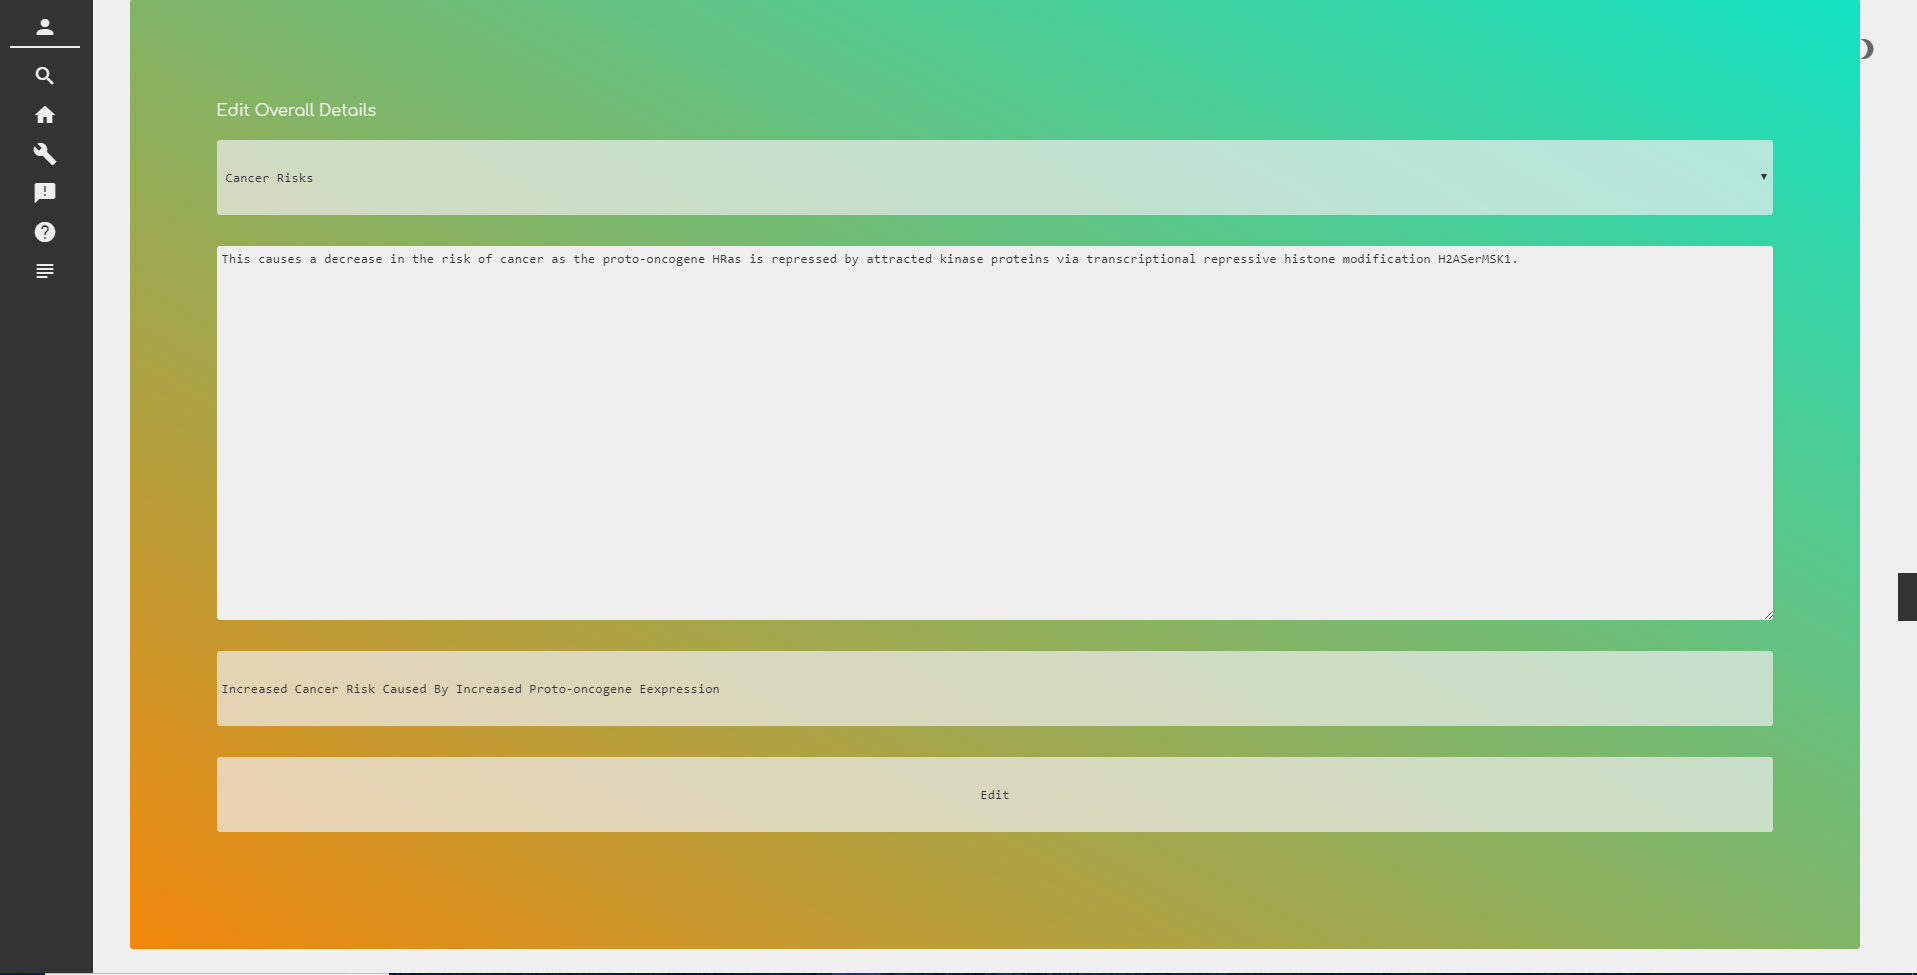 Edit Overall Details
Cancer Risks
This causes a decrease in the risk of cancer as the proto-oncogene HRas is repressed by attracted kinase proteins via transcriptional repressive histone modification H2ASerMSK1.
Increased Cancer Risk Caused By Increased Proto-oncogene Eexpression
Edit